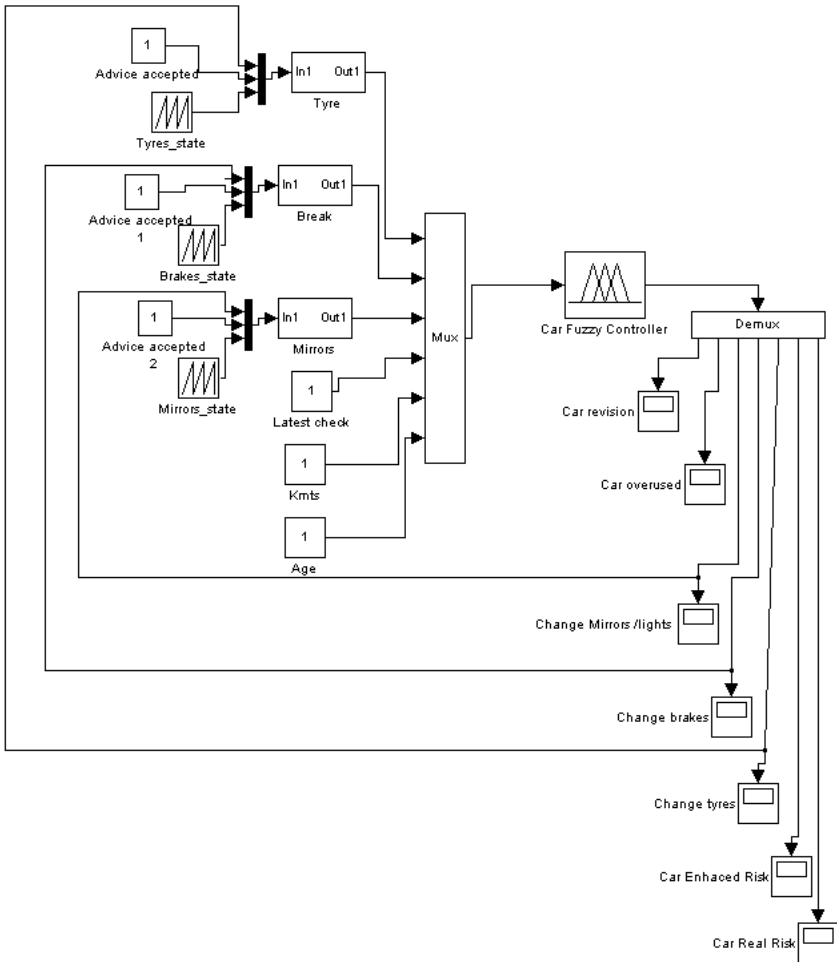 1
Advice accepted
In1 Out1
Tyre
Tyres_state
1
Advice accepted
1
In1 Out1
Break
Brakes_state
1
Advice accepted
2
In1 Out1
Mirrors
Mirrors_state
1
Latest check
1
Kmts
1
Age
Mux
Car Fuzzy Controller
Demux
Car revision
Car overused
Change Mirrors /lights
Change brakes
Change tyres
Car Enhaced Risk
Car Real Risk